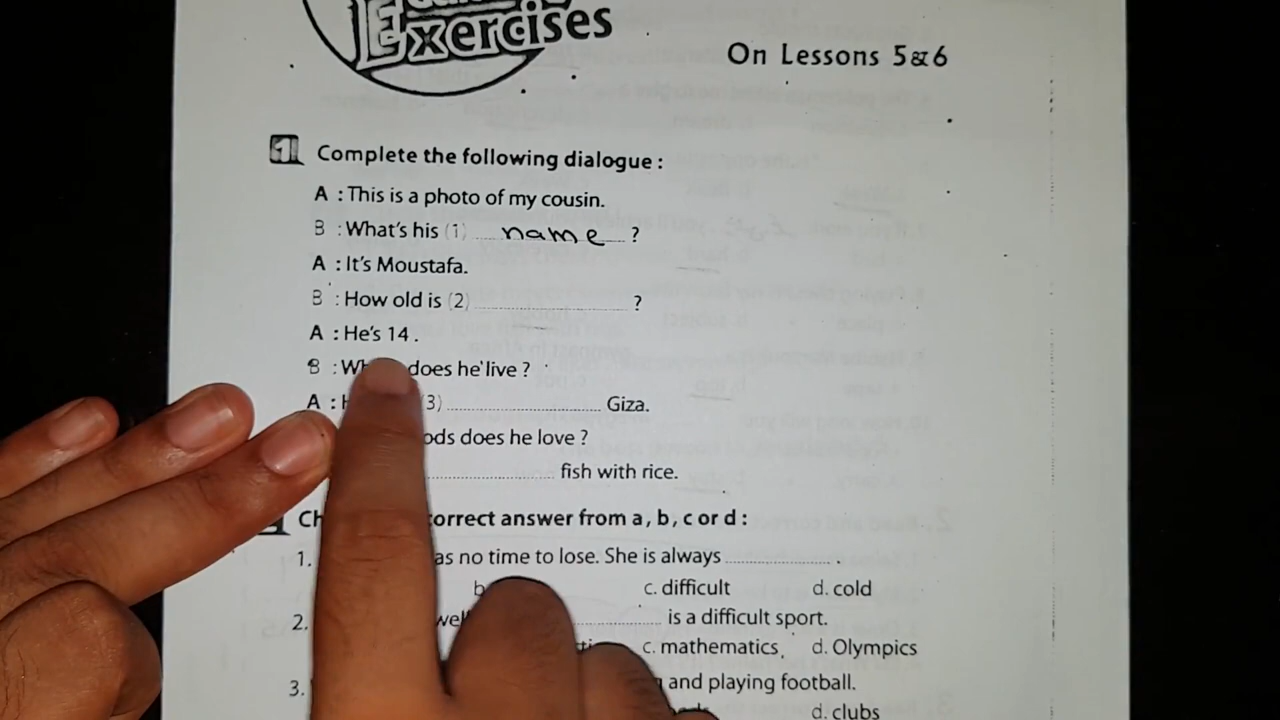 Exercises
On Lessons 5&6
1 Complete the following dialogue :
A : This is a photo of my cousin.
B : What's his (1) name ?
A : It's Moustafa.
B : How old is (2) ........................ ?
A : He's 14 .
B : does he live ?
A : (3) ........................ Giza.
does he love ?
........................ fish with rice.
correct answer from a, b, c or d :
1. as no time to lose. She is always .................. .
b c. difficult d. cold
2. .................. is a difficult sport.
c. mathematics d. Olympics
3. and playing football.
d. clubs